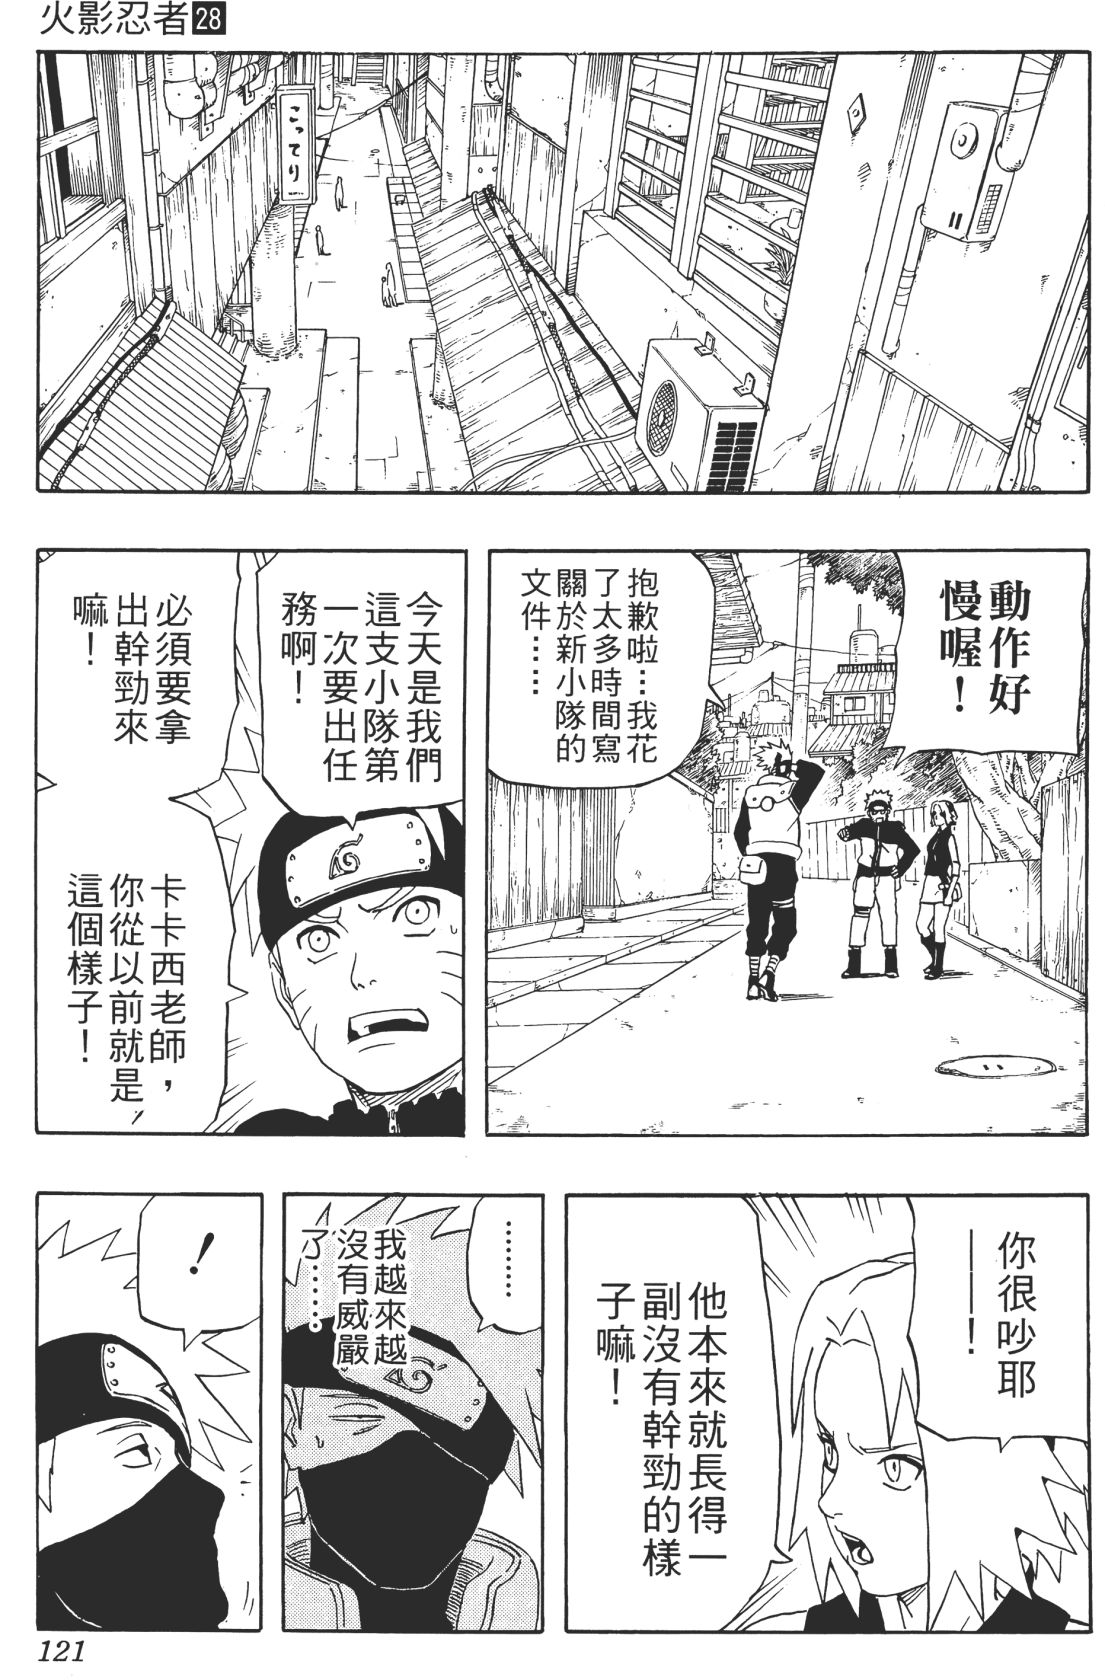 火影忍者28
こってり
動作好
慢喔！
抱歉啦…我花
了太多時間寫
關於新小隊的
文件……
今天是我們
這支小隊第
一次要出任
務啊！
必須要拿
出幹勁來
嘛！
卡卡西老師，
你從以前就是
這個樣子！
你很吵耶
——！
他本來就長得一
副沒有幹勁的樣
子嘛！
………
我越來越
沒有威嚴
了……
！
121